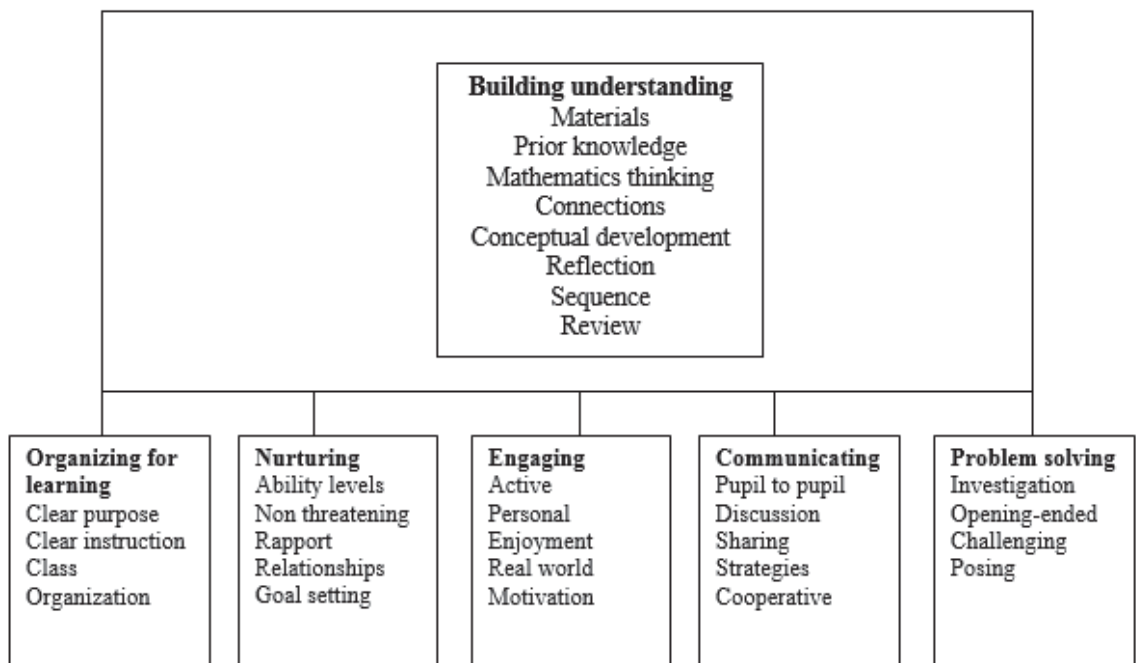 Building understanding
Materials
Prior knowledge
Mathematics thinking
Connections
Conceptual development
Reflection
Sequence
Review
Organizing for
learning
Clear purpose
Clear instruction
Class
Organization
Nurturing
Ability levels
Non threatening
Rapport
Relationships
Goal setting
Engaging
Active
Personal
Enjoyment
Real world
Motivation
Communicating
Pupil to pupil
Discussion
Sharing
Strategies
Cooperative
Problem solving
Investigation
Opening-ended
Challenging
Posing